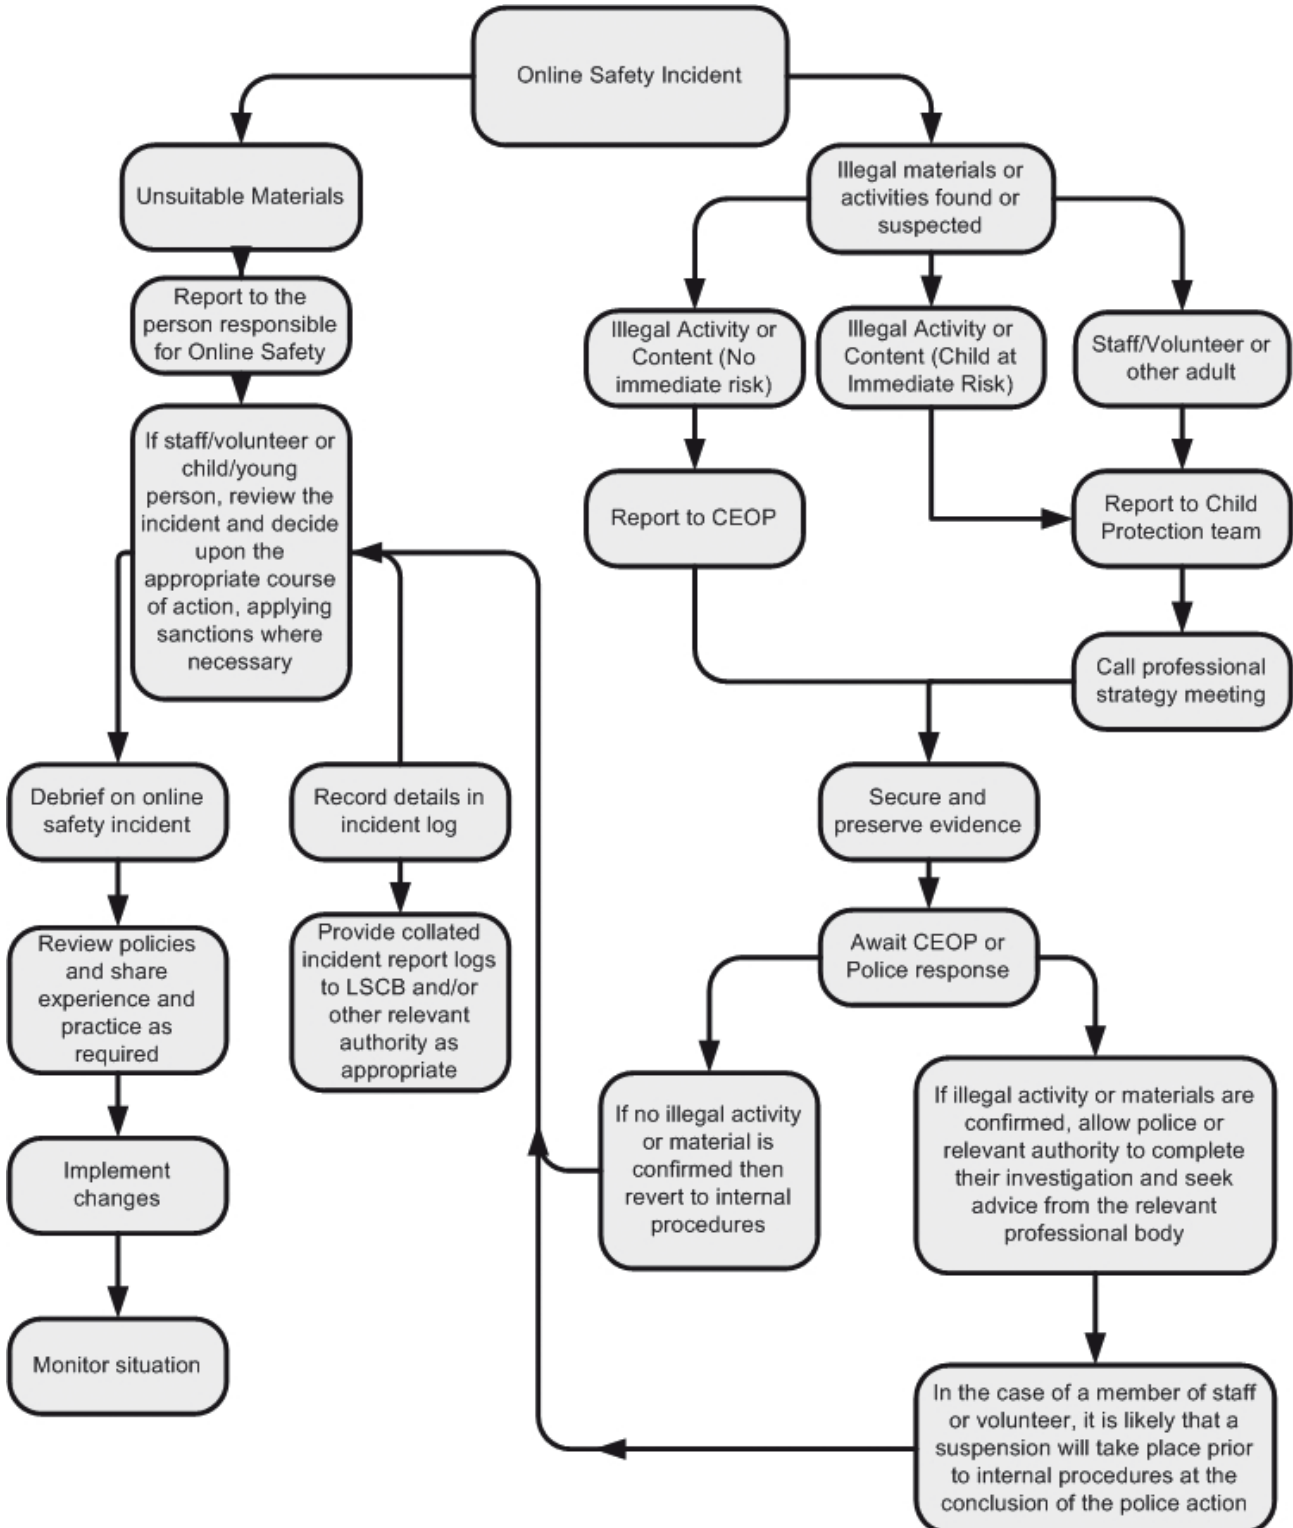 Online Safety Incident
Unsuitable Materials
Report to the
person responsible
for Online Safety
If staff/volunteer or
child/young
person, review the
incident and decide
upon the
appropriate course
of action, applying
sanctions where
necessary
Debrief on online
safety incident
Review policies
and share
experience and
practice as
required
Implement
changes
Monitor situation
Record details in
incident log
Provide collated
incident report logs
to LSCB and/or
other relevant
authority as
appropriate
Illegal materials or
activities found or
suspected
Illegal Activity or
Content (No
immediate risk)
Illegal Activity or
Content (Child at
Immediate Risk)
Staff/Volunteer or
other adult
Report to CEOP
Report to Child
Protection team
Call professional
strategy meeting
Secure and
preserve evidence
Await CEOP or
Police response
If no illegal activity
or material is
confirmed then
revert to internal
procedures
If illegal activity or materials are
confirmed, allow police or
relevant authority to complete
their investigation and seek
advice from the relevant
professional body
In the case of a member of staff
or volunteer, it is likely that a
suspension will take place prior
to internal procedures at the
conclusion of the police action